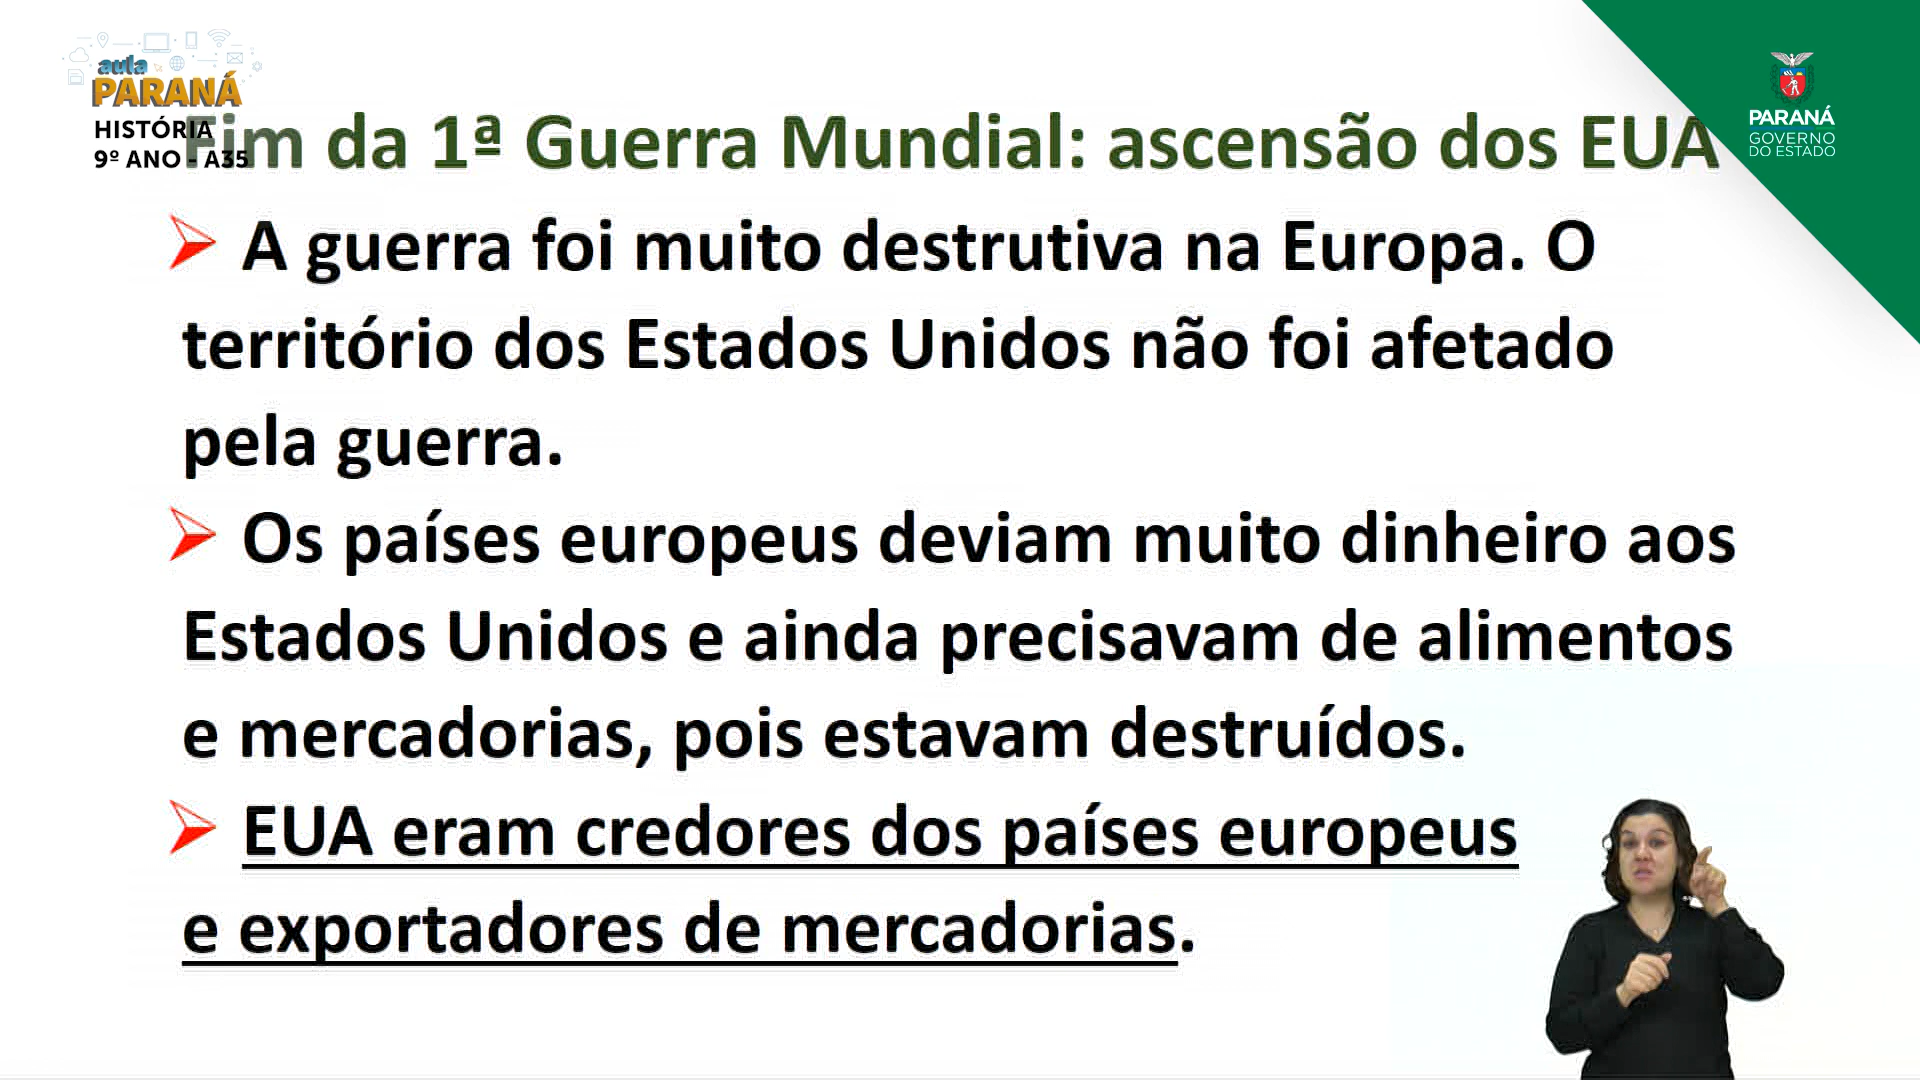 aula
PARANÁ
HISTÓRIA
9º ANO - A35
PARANÁ
GOVERNO
DO ESTADO
Fim da 1ª Guerra Mundial: ascensão dos EUA
A guerra foi muito destrutiva na Europa. O
território dos Estados Unidos não foi afetado
pela guerra.
Os países europeus deviam muito dinheiro aos
Estados Unidos e ainda precisavam de alimentos
e mercadorias, pois estavam destruídos.
EUA eram credores dos países europeus
e exportadores de mercadorias.